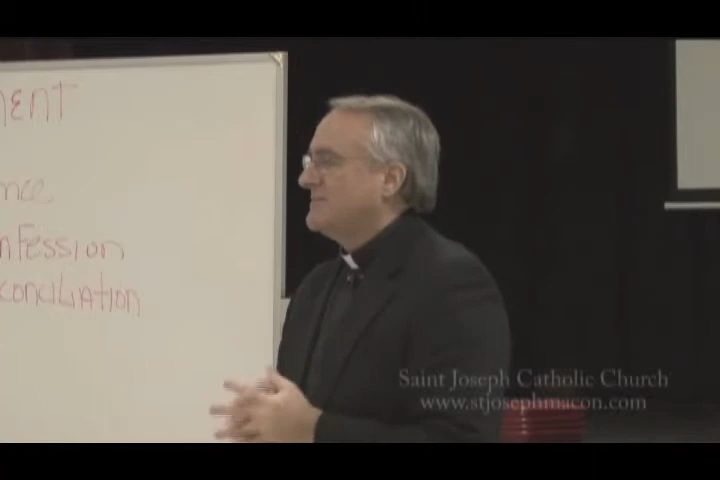 MENT
nce
nFession
conciliation
Saint Joseph Catholic Church
www.stjosephmacon.com